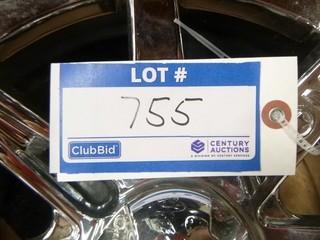 LOT #
755
ClubBid
CENTURY
AUCTIONS
A DIVISION OF CENTURY SERVICES